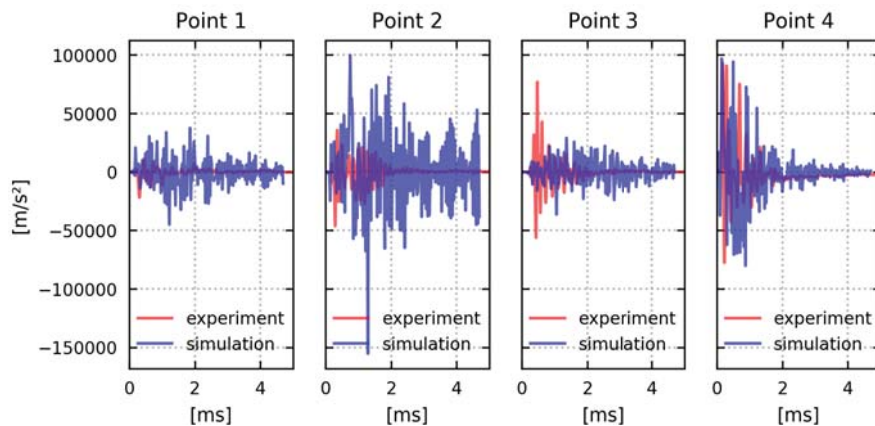 Point 1 Point 2 Point 3 Point 4
100000
50000
0
−50000
−100000
−150000
[m/s²]
experiment experiment experiment experiment
simulation simulation simulation simulation
0 2 4 0 2 4 0 2 4 0 2 4
[ms] [ms] [ms] [ms]